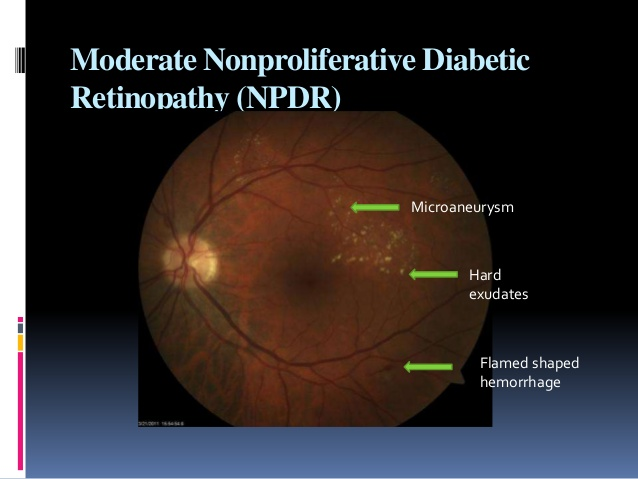 Moderate Nonproliferative Diabetic
Retinopathy (NPDR)
Microaneurysm
Hard
exudates
Flamed shaped
hemorrhage